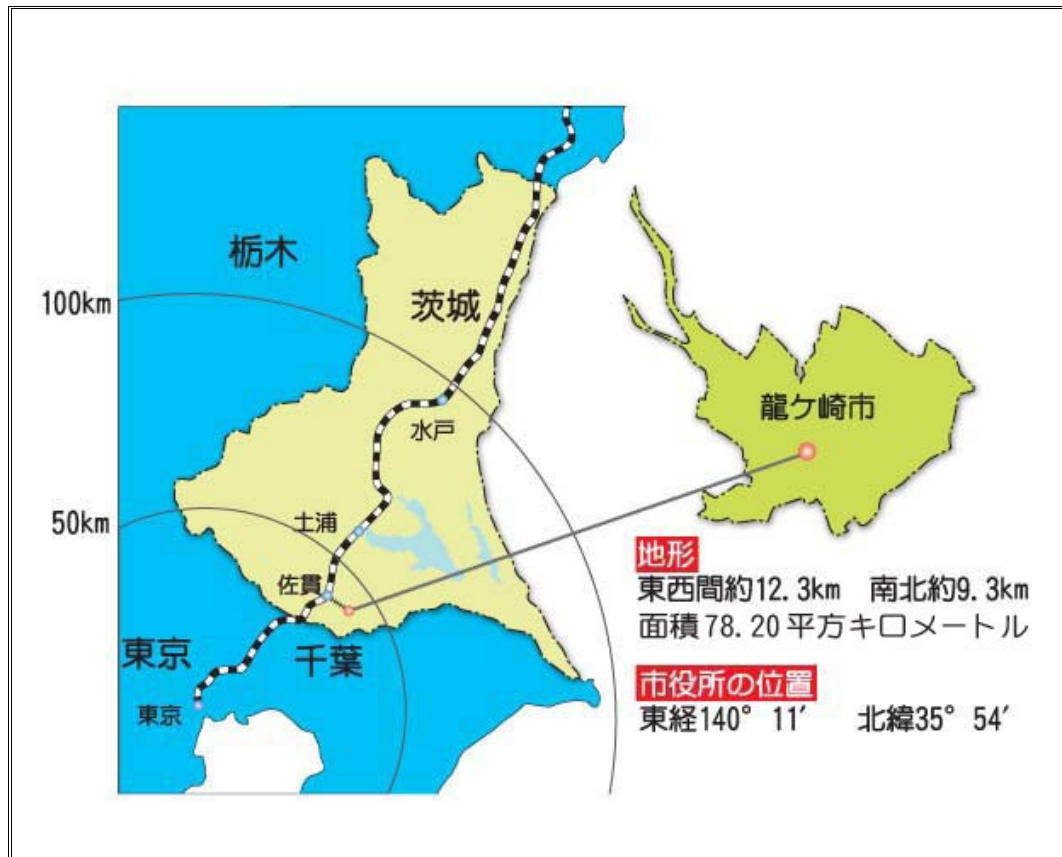 栃木
茨城
100km
水戸
龍ケ崎市
50km
土浦
佐貫
地形
東西間約12.3km 南北約9.3km
面積78.20平方キロメートル
東京
千葉
市役所の位置
東京
東経140°11′ 北緯35°54′